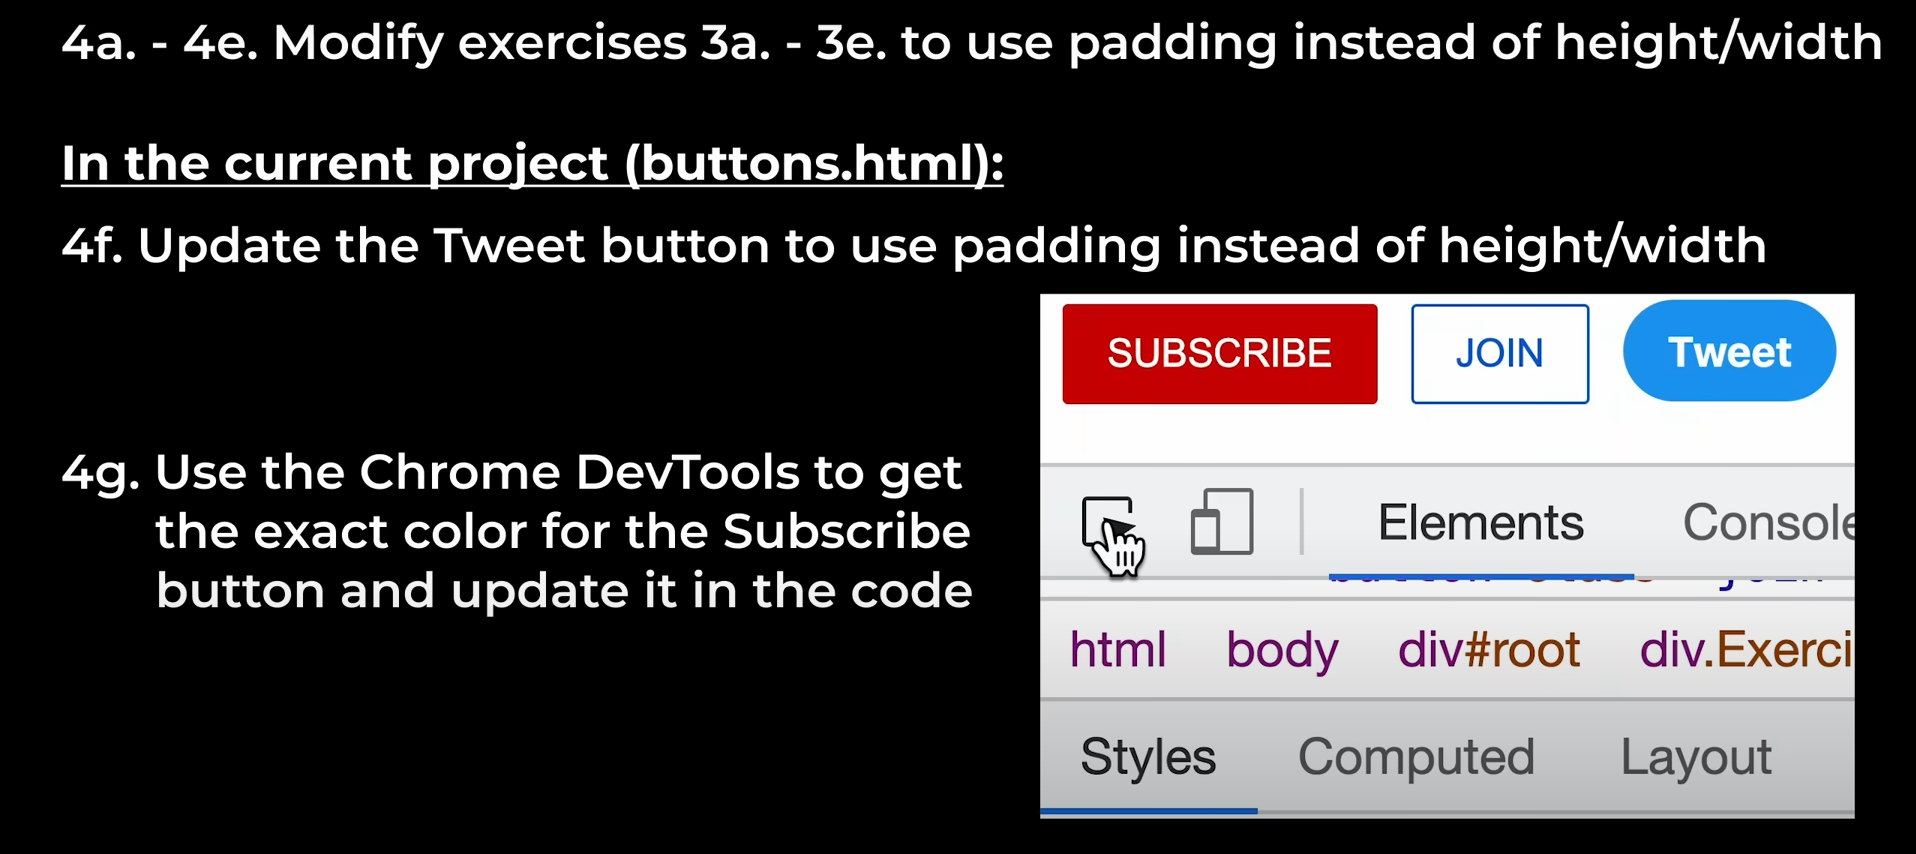 4a. - 4e. Modify exercises 3a. - 3e. to use padding instead of height/width
In the current project (buttons.html):
4f. Update the Tweet button to use padding instead of height/width
SUBSCRIBE JOIN Tweet
4g. Use the Chrome DevTools to get
the exact color for the Subscribe
button and update it in the code
Elements Console
html body div#root div.Exerci
Styles Computed Layout